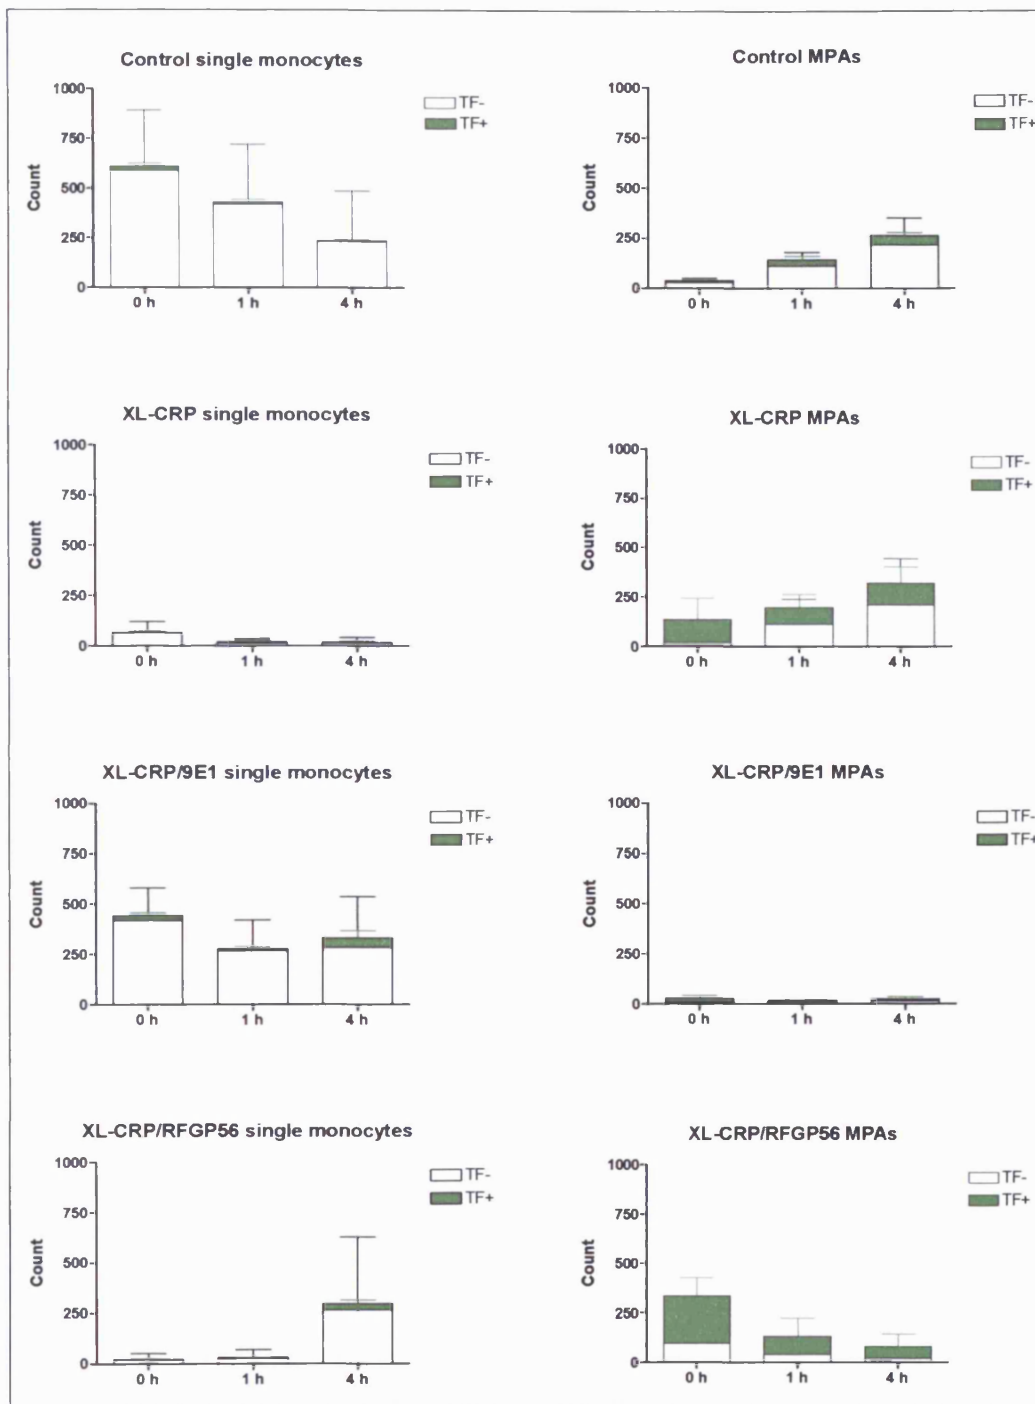 Control single monocytes
1000
750
500
250
0
Count
0 h
1 h
4 h
TF-
TF+
Control MPAs
1000
750
500
250
0
Count
0 h
1 h
4 h
TF-
TF+
XL-CRP single monocytes
1000
750
500
250
0
Count
0 h
1 h
4 h
TF-
TF+
XL-CRP MPAs
1000
750
500
250
0
Count
0 h
1 h
4 h
TF-
TF+
XL-CRP/9E1 single monocytes
1000
750
500
250
0
Count
0 h
1 h
4 h
TF-
TF+
XL-CRP/9E1 MPAs
1000
750
500
250
0
Count
0 h
1 h
4 h
TF-
TF+
XL-CRP/RFGP56 single monocytes
1000
750
500
250
0
Count
0 h
1 h
4 h
TF-
TF+
XL-CRP/RFGP56 MPAs
1000
750
500
250
0
Count
0 h
1 h
4 h
TF-
TF+